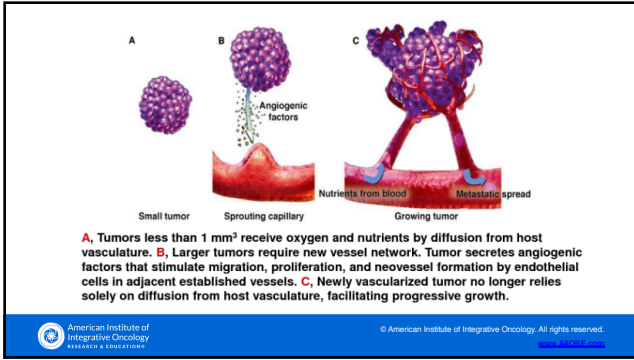 A
B
C
Angiogenic
factors
Nutrients from blood
Metastatic spread
Small tumor
Sprouting capillary
Growing tumor
A, Tumors less than 1 mm³ receive oxygen and nutrients by diffusion from host
vasculature. B, Larger tumors require new vessel network. Tumor secretes angiogenic
factors that stimulate migration, proliferation, and neovessel formation by endothelial
cells in adjacent established vessels. C, Newly vascularized tumor no longer relies
solely on diffusion from host vasculature, facilitating progressive growth.
American Institute of
Integrative Oncology
RESEARCH & EDUCATION®
© American Institute of Integrative Oncology. All rights reserved.
www.AIIORE.com